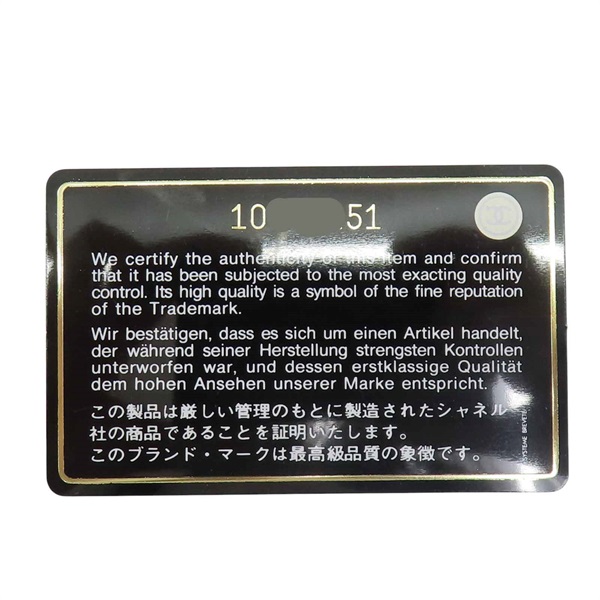 10 51
We certify the authenticity of this item and confirm
that it has been subjected to the most exacting quality
control. Its high quality is a symbol of the fine reputation
of the Trademark.
Wir bestätigen, dass es sich um einen Artikel handelt,
der während seiner Herstellung strengsten Kontrollen
unterworfen war, und dessen erstklassige Qualität
dem hohen Ansehen unserer Marke entspricht.
この製品は厳しい管理のもとに製造されたシャネル
社の商品であることを証明いたします。
このブランド・マークは最高級品質の象徴です。
SYSTEME BREVETE